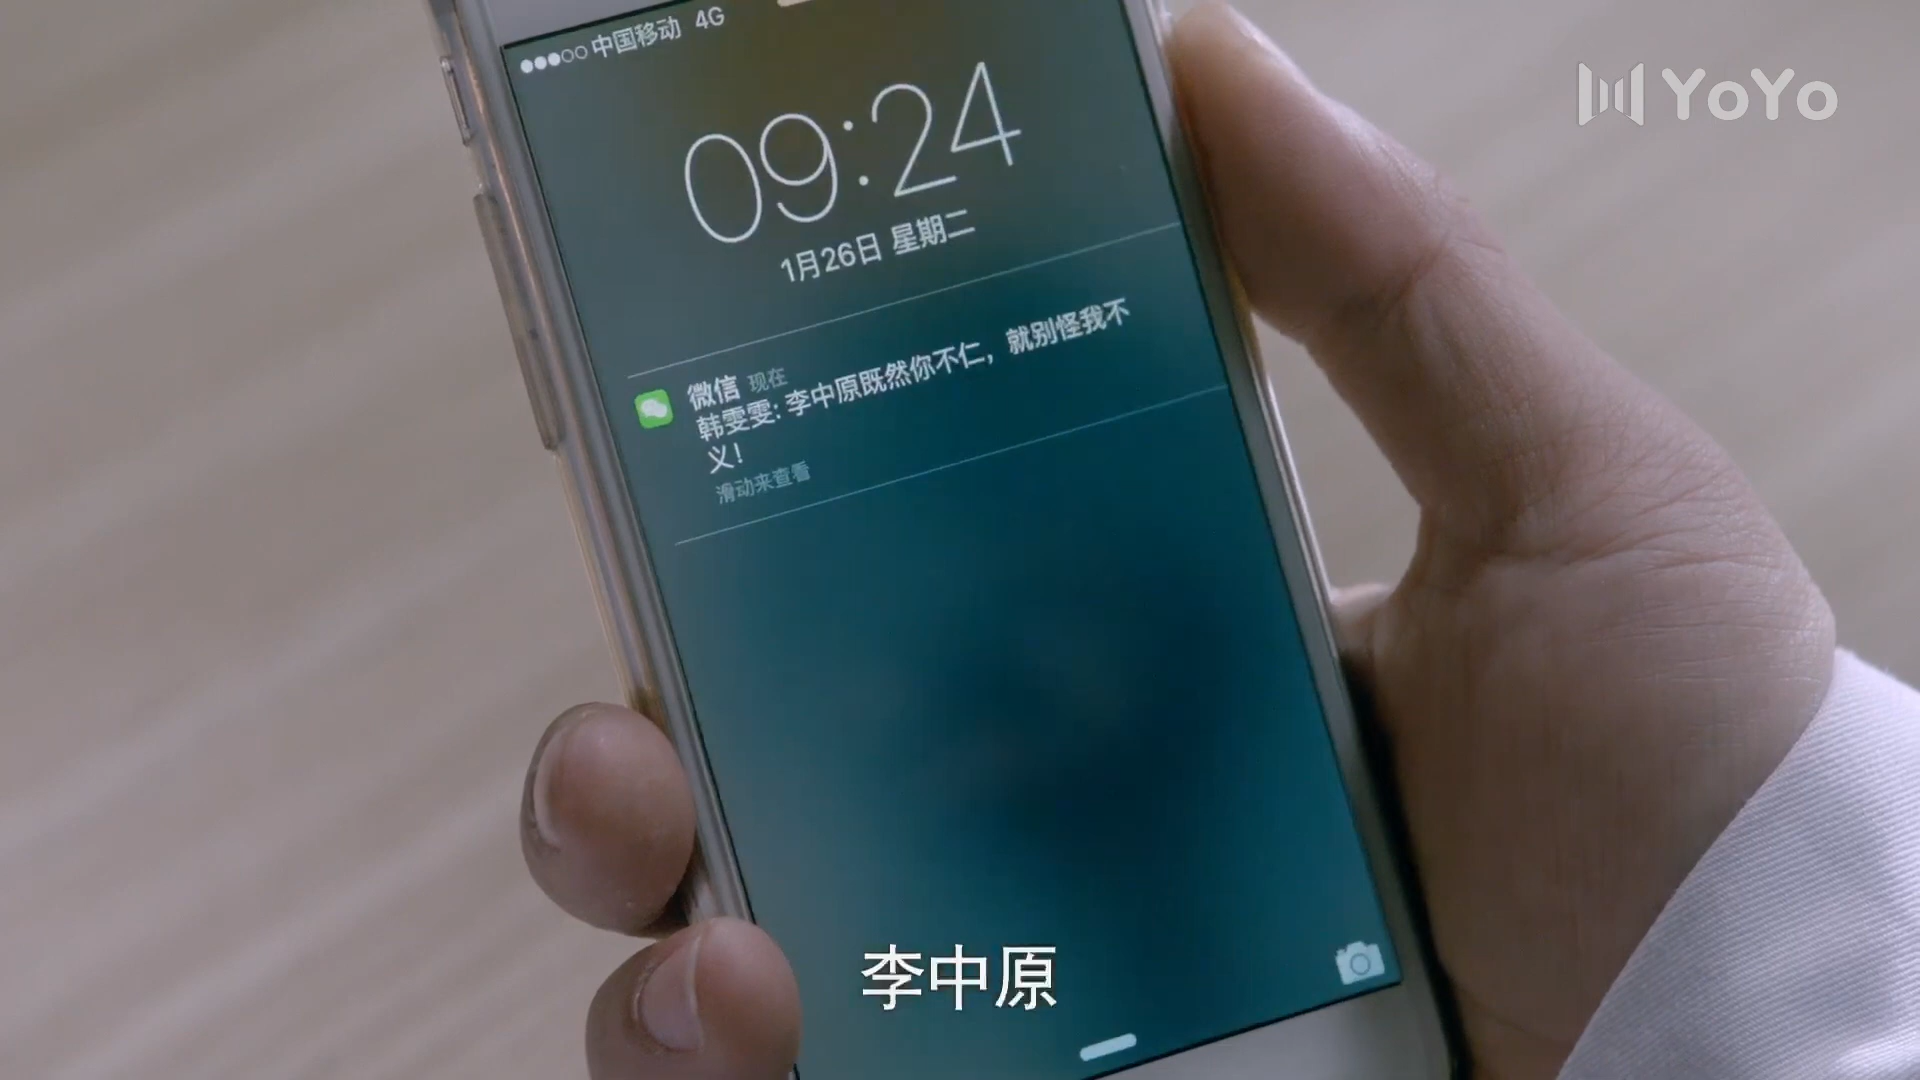 中国移动 4G
YoYo
09:24
1月26日 星期二
微信 现在
韩雯雯: 李中原既然你不仁，就别怪我不
义！
滑动来查看
李中原